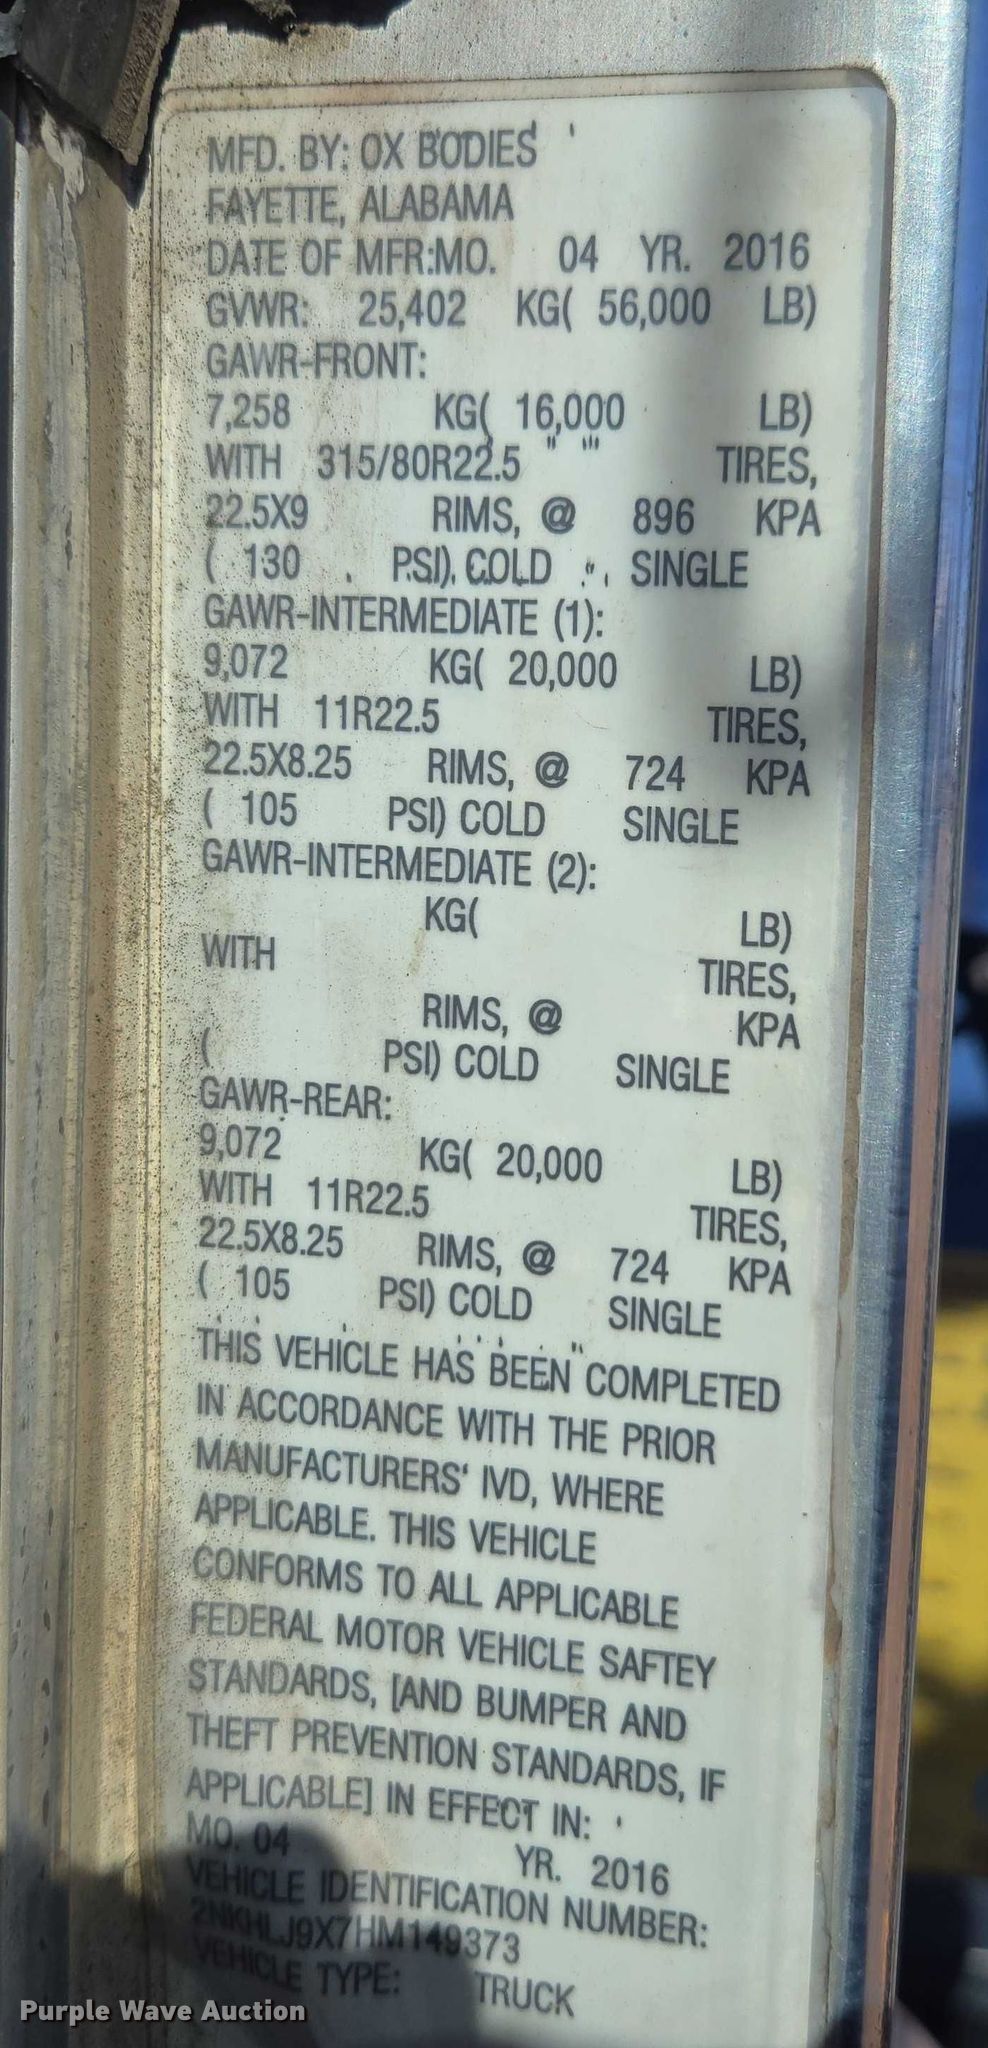 MFD. BY: OX BODIES
FAYETTE, ALABAMA
DATE OF MFR:MO. 04 YR. 2016
GVWR: 25,402 KG( 56,000 LB)
GAWR-FRONT:
7,258 KG( 16,000 LB)
WITH 315/80R22.5 TIRES,
22.5X9 RIMS, @ 896 KPA
( 130 PSI) COLD SINGLE
GAWR-INTERMEDIATE (1):
9,072 KG( 20,000 LB)
WITH 11R22.5 TIRES,
22.5X8.25 RIMS, @ 724 KPA
( 105 PSI) COLD SINGLE
GAWR-INTERMEDIATE (2):
KG( LB)
WITH TIRES,
RIMS, @ KPA
( PSI) COLD SINGLE
GAWR-REAR:
9,072 KG( 20,000 LB)
WITH 11R22.5 TIRES,
22.5X8.25 RIMS, @ 724 KPA
( 105 PSI) COLD SINGLE
THIS VEHICLE HAS BEEN COMPLETED
IN ACCORDANCE WITH THE PRIOR
MANUFACTURERS' IVD, WHERE
APPLICABLE. THIS VEHICLE
CONFORMS TO ALL APPLICABLE
FEDERAL MOTOR VEHICLE SAFTEY
STANDARDS, [AND BUMPER AND
THEFT PREVENTION STANDARDS, IF
APPLICABLE] IN EFFECT IN:
MO. 04 YR. 2016
VEHICLE IDENTIFICATION NUMBER:
2NKHLJ9X7HM149373
VEHICLE TYPE: TRUCK
Purple Wave Auction